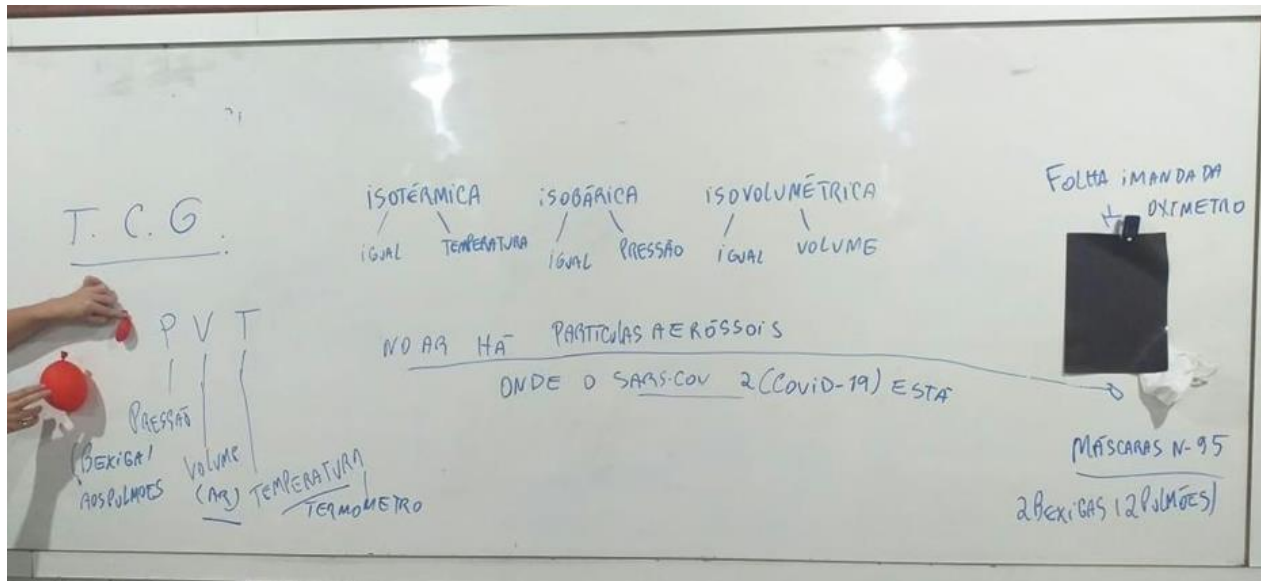 T. C. G.
P V T
PRESSÃO
(BEXIGA/
AOS PULMOES
VOLUME
(AR)
TEMPERATURA
TERMOMETRO
ISOTÉRMICA
IGUAL TEMPERATURA
ISOBÁRICA
IGUAL PRESSÃO
ISOVOLUMÉTRICA
IGUAL VOLUME
NO AR HÁ PARTICULAS AERÓSSOIS
ONDE O SARS-COV 2 (COVID-19) ESTÁ
FOLHA IMANDADA
OXIMETRO
MÁSCARAS N-95
2 BEXIGAS (2 PULMÕES)